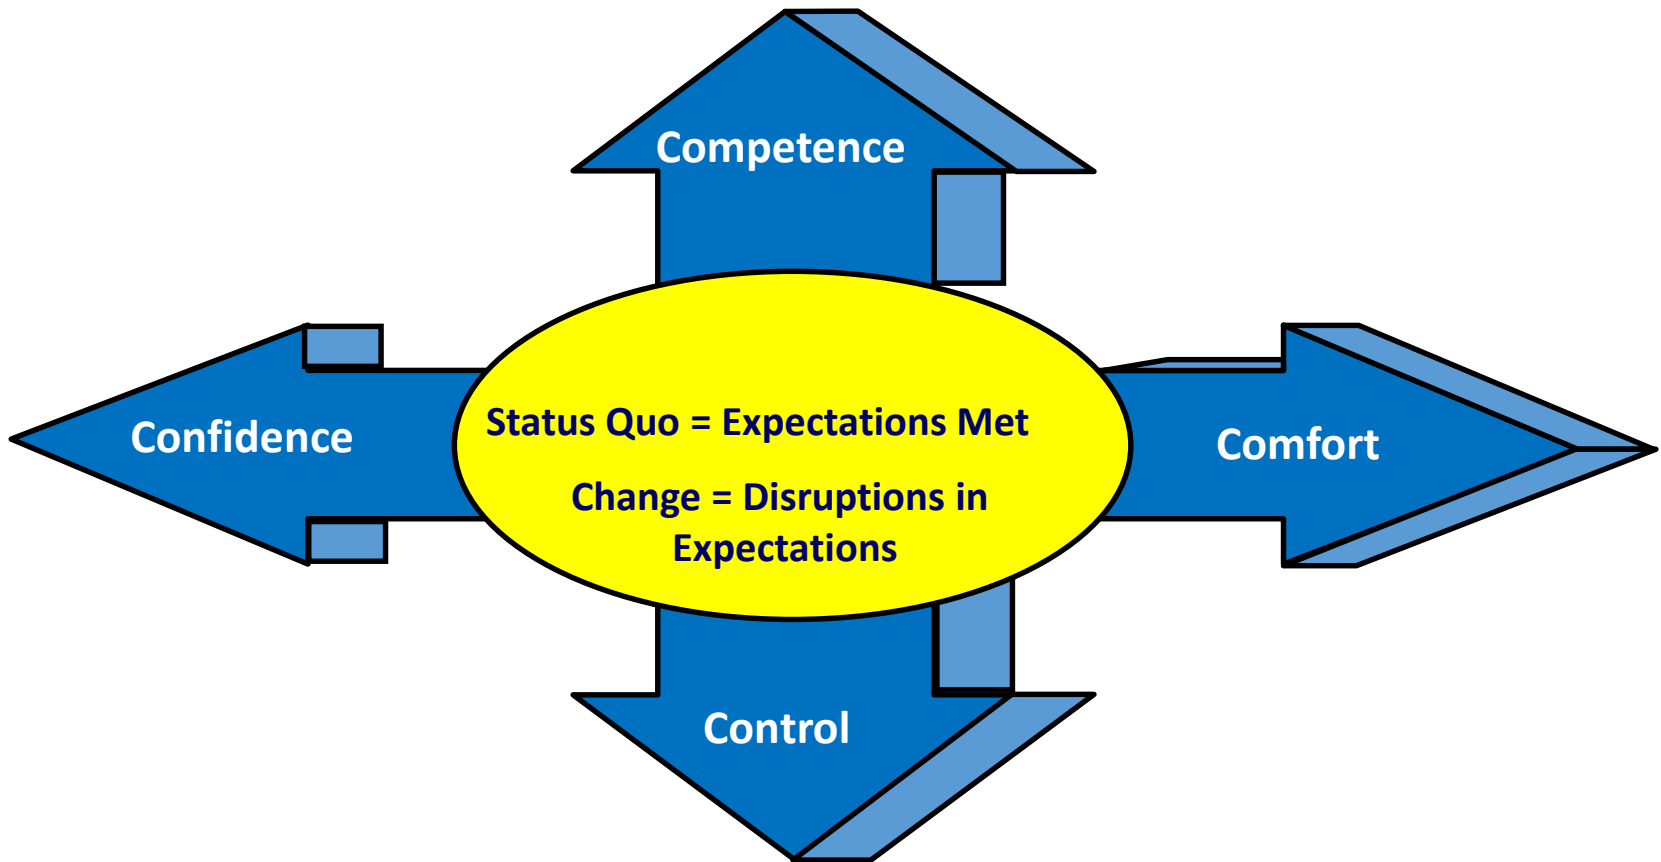 Competence
Confidence
Status Quo = Expectations Met
Change = Disruptions in
Expectations
Comfort
Control